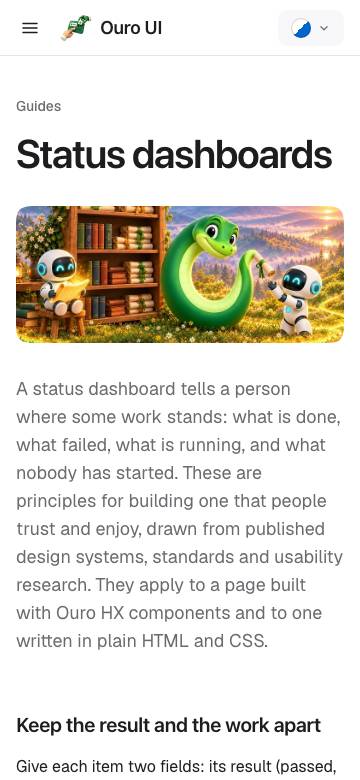 Ouro UI
Guides
Status dashboards
A status dashboard tells a person
where some work stands: what is done,
what failed, what is running, and what
nobody has started. These are
principles for building one that people
trust and enjoy, drawn from published
design systems, standards and usability
research. They apply to a page built
with Ouro HX components and to one
written in plain HTML and CSS.
Keep the result and the work apart
Give each item two fields: its result (passed,